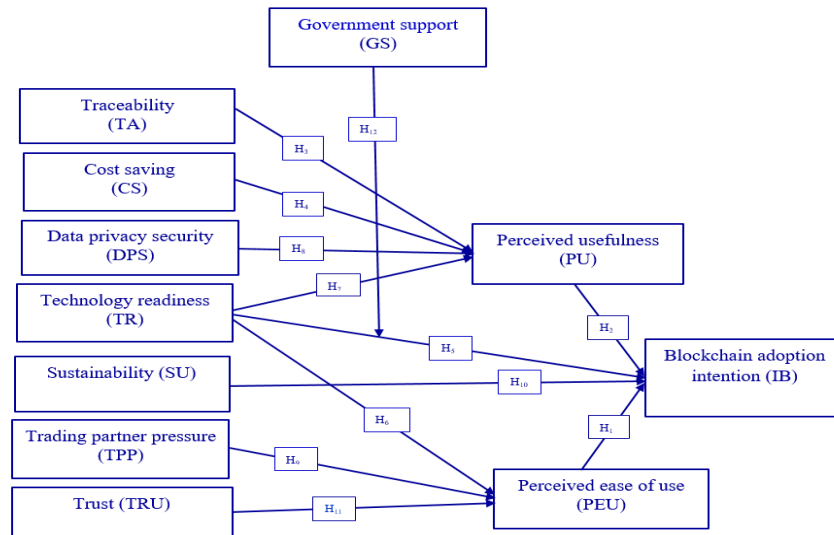 Government support
(GS)
Traceability
(TA)
H₁₂
H₃
Cost saving
(CS)
H₄
Data privacy security
(DPS)
H₈
Perceived usefulness
(PU)
Technology readiness
(TR)
H₇
H₂
H₅
Blockchain adoption
intention (IB)
Sustainability (SU)
H₁₀
H₆
H₁
Trading partner pressure
(TPP)
H₉
Perceived ease of use
(PEU)
Trust (TRU)
H₁₁